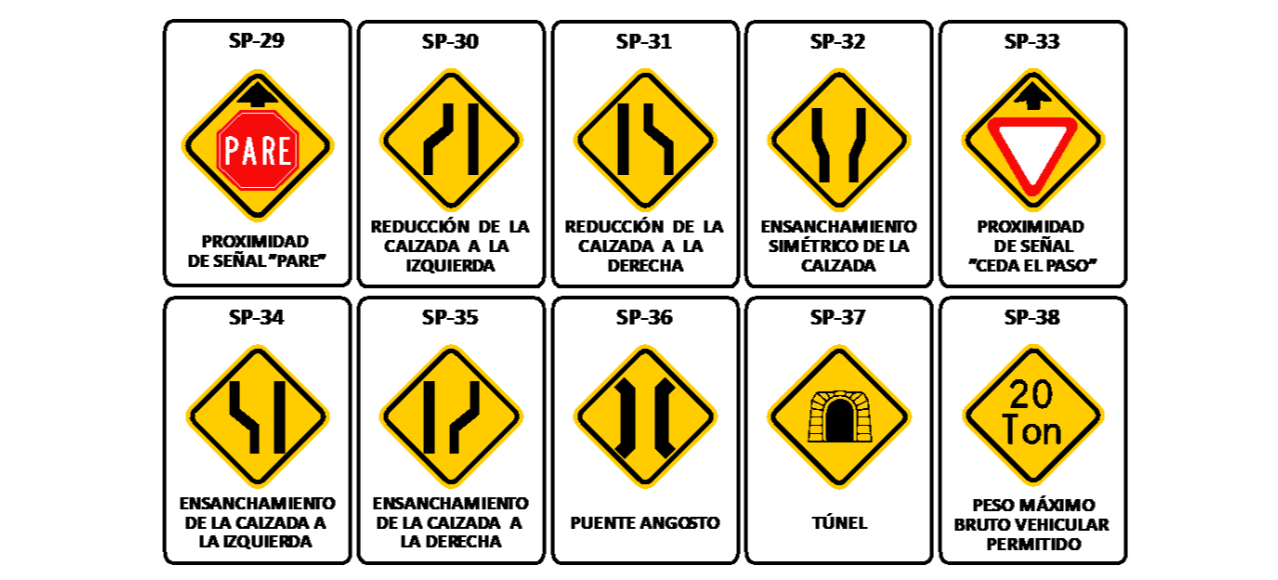 SP-29
PARE
PROXIMIDAD
DE SEÑAL "PARE"
SP-30
REDUCCIÓN DE LA
CALZADA A LA
IZQUIERDA
SP-31
REDUCCIÓN DE LA
CALZADA A LA
DERECHA
SP-32
ENSANCHAMIENTO
SIMÉTRICO DE LA
CALZADA
SP-33
PROXIMIDAD
DE SEÑAL
"CEDA EL PASO"
SP-34
ENSANCHAMIENTO
DE LA CALZADA A
LA IZQUIERDA
SP-35
ENSANCHAMIENTO
DE LA CALZADA A
LA DERECHA
SP-36
PUENTE ANGOSTO
SP-37
TÚNEL
SP-38
20
Ton
PESO MÁXIMO
BRUTO VEHICULAR
PERMITIDO